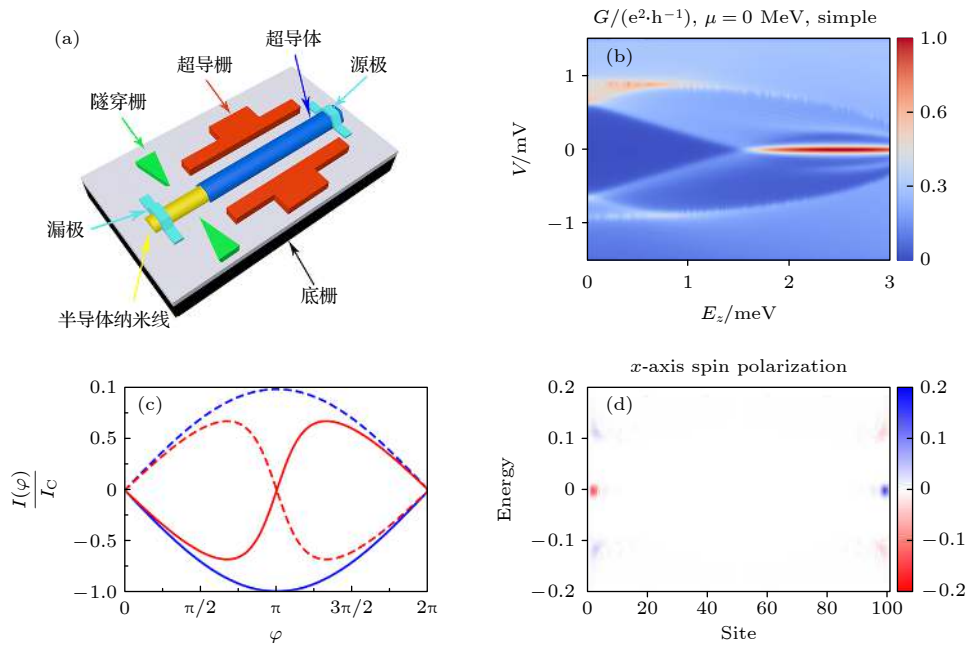 (a)
超导体
超导栅
源极
隧穿栅
漏极
底栅
半导体纳米线
G/(e²·h⁻¹), μ = 0 MeV, simple
(b)
V/mV
1
0
−1
0
1
2
3
E_z/meV
1.0
0.6
0.3
0
(c)
I(φ)
I_C
0.1
0.5
0
−0.5
−1.0
0
π/2
π
3π/2
2π
φ
x-axis spin polarization
(d)
Energy
0.2
0.1
0
−0.1
−0.2
0
20
40
60
80
100
Site
0.2
0.1
0
−0.1
−0.2